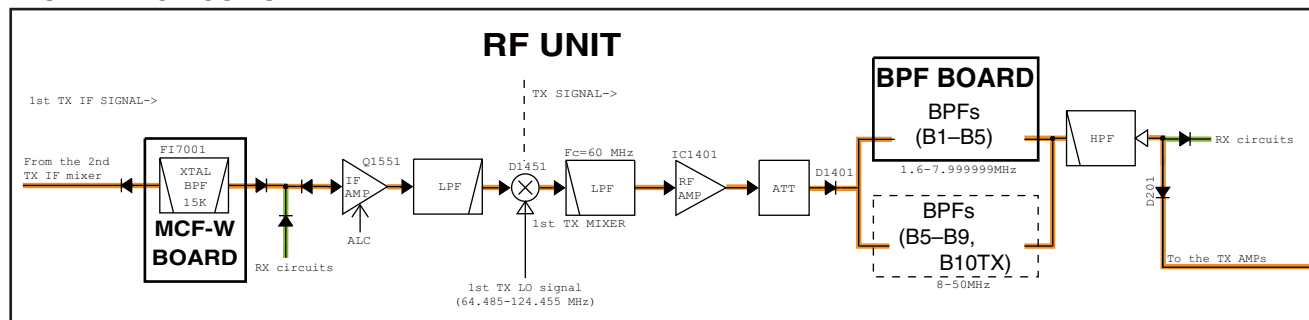 RF UNIT
1st TX IF SIGNAL->
TX SIGNAL->
From the 2nd
TX IF mixer
FI7001
XTAL
BPF
15K
MCF-W
BOARD
RX circuits
Q1551
IF
AMP
ALC
LPF
D1451
1st TX MIXER
1st TX LO signal
(64.485-124.455 MHz)
Fc=60 MHz
LPF
IC1401
RF
AMP
ATT
D1401
BPF BOARD
BPFs
(B1–B5)
1.6-7.999999MHz
BPFs
(B5–B9,
B10TX)
8-50MHz
HPF
RX circuits
D201
To the TX AMPs